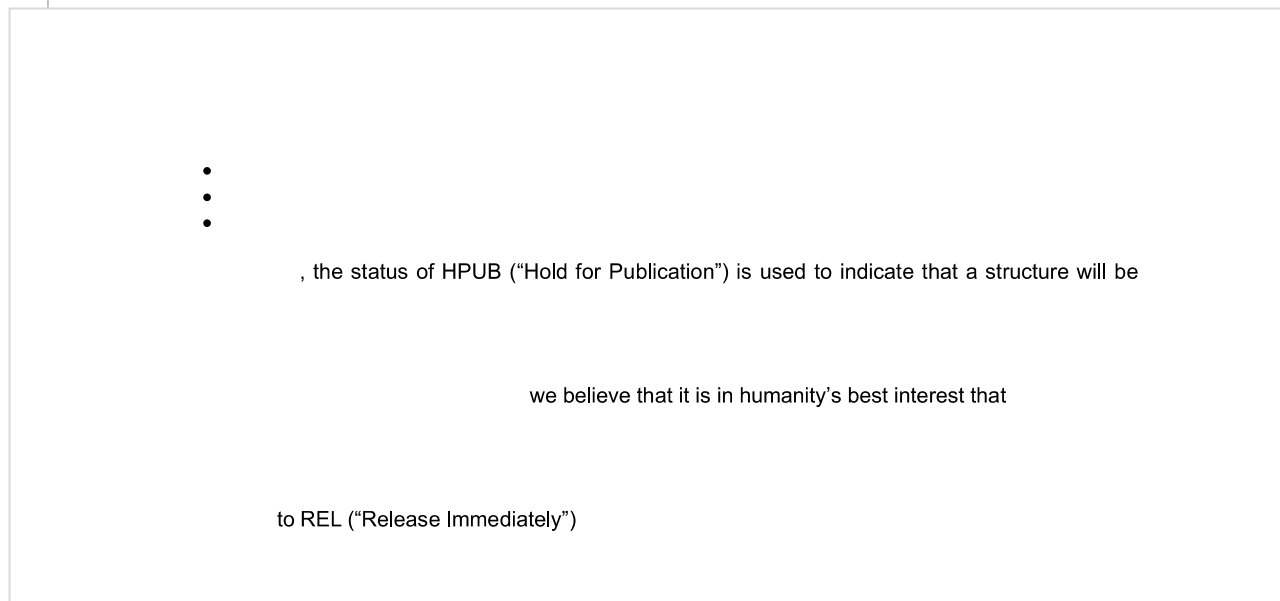 •
•
•
, the status of HPUB (“Hold for Publication”) is used to indicate that a structure will be
we believe that it is in humanity’s best interest that
to REL (“Release Immediately”)